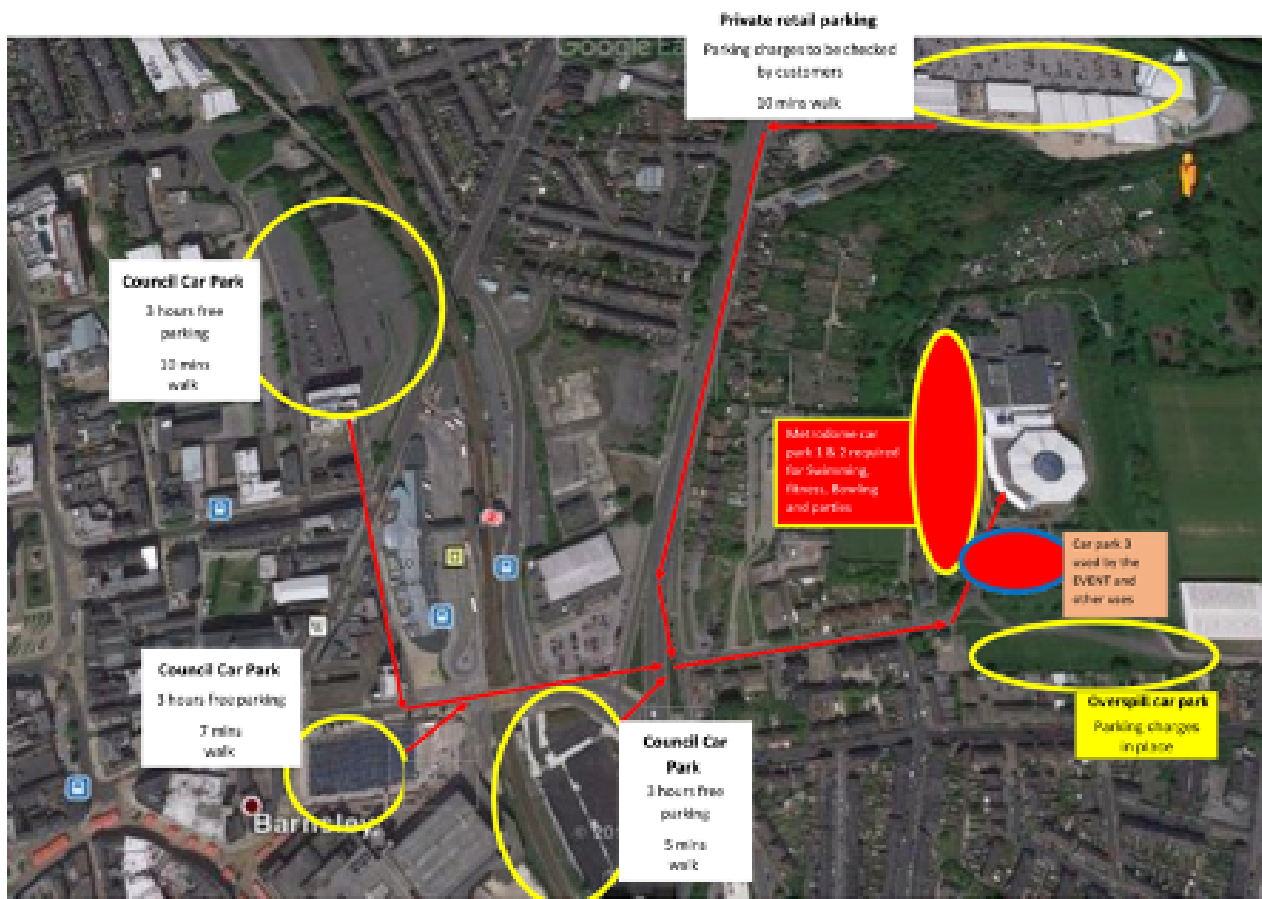 Private retail parking
Parking charges to be checked
by customers
10 mins walk
Google Ea
Council Car Park
3 hours free
parking
10 mins
walk
Metrodome car
park 1 & 2 required
for Swimming,
fitness, Bowling
and parties
Car park 3
used by the
EVENT and
other uses
Council Car Park
3 hours free parking
7 mins
walk
Overspill car park
Parking charges
in place
Council Car
Park
3 hours free
parking
5 mins
walk
Barnsley
© 20